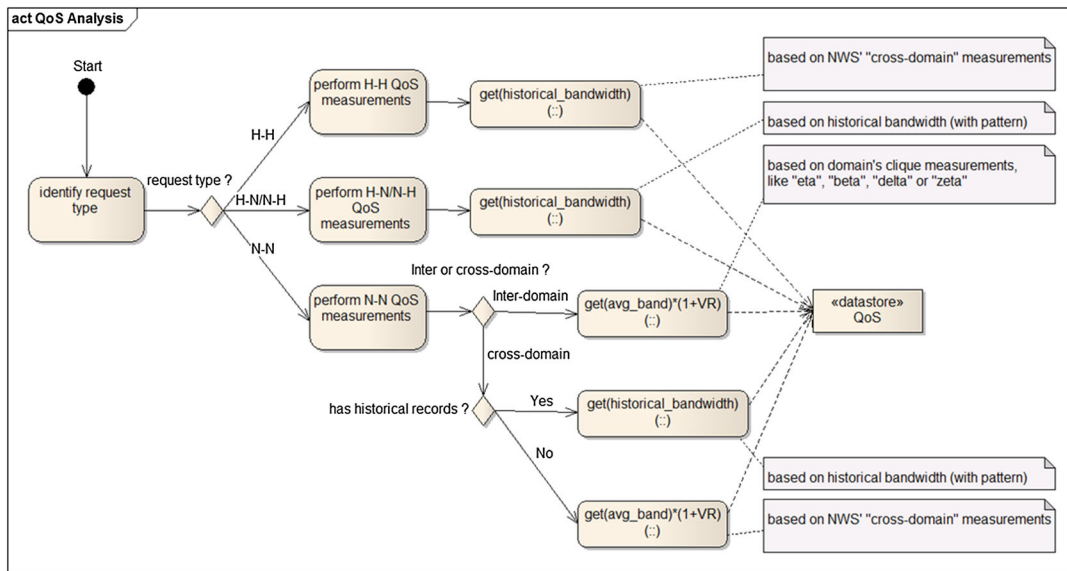 act QoS Analysis
Start
identify request
type
request type ?
H-H
H-N/N-H
N-N
perform H-H QoS
measurements
get(historical_bandwidth)
(::)
based on NWS' "cross-domain" measurements
perform H-N/N-H
QoS
measurements
get(historical_bandwidth)
(::)
based on historical bandwidth (with pattern)
based on domain's clique measurements,
like "eta", "beta", "delta" or "zeta"
perform N-N QoS
measurements
Inter or cross-domain ?
Inter-domain
get(avg_band)*(1+VR)
(::)
«datastore»
QoS
cross-domain
has historical records ?
Yes
get(historical_bandwidth)
(::)
based on historical bandwidth (with pattern)
No
get(avg_band)*(1+VR)
(::)
based on NWS' "cross-domain" measurements